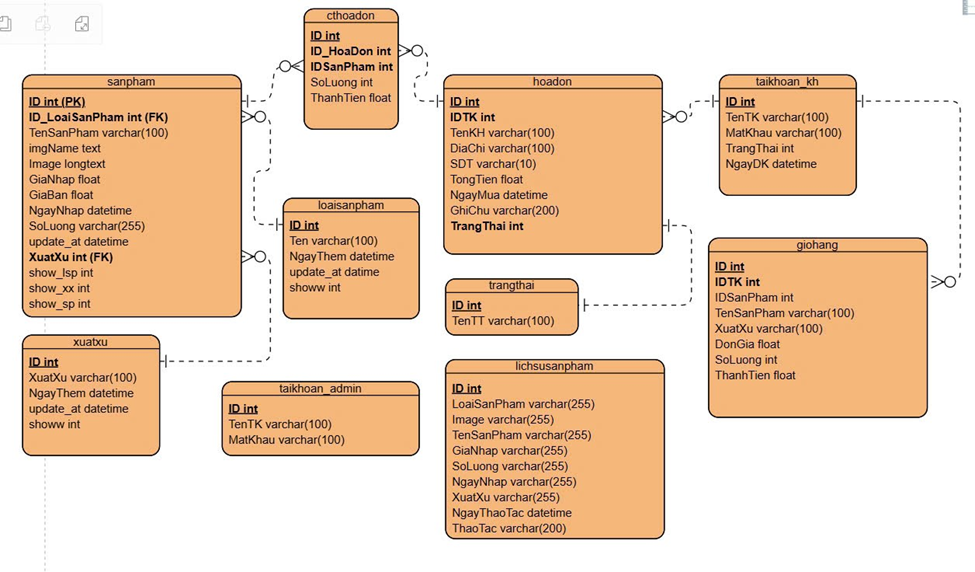 cthoadon
ID int
ID_HoaDon int
IDSanPham int
SoLuong int
ThanhTien float
sanpham
ID int (PK)
ID_LoaiSanPham int (FK)
TenSanPham varchar(100)
imgName text
Image longtext
GiaNhap float
GiaBan float
NgayNhap datetime
SoLuong varchar(255)
update_at datetime
XuatXu int (FK)
show_lsp int
show_xx int
show_sp int
hoadon
ID int
IDTK int
TenKH varchar(100)
DiaChi varchar(100)
SDT varchar(10)
TongTien float
NgayMua datetime
GhiChu varchar(200)
TrangThai int
taikhoan_kh
ID int
TenTK varchar(100)
MatKhau varchar(100)
TrangThai int
NgayDK datetime
loaisanpham
ID int
Ten varchar(100)
NgayThem datetime
update_at datime
showw int
giohang
ID int
IDTK int
IDSanPham int
TenSanPham varchar(100)
XuatXu varchar(100)
DonGia float
SoLuong int
ThanhTien float
trangthai
ID int
TenTT varchar(100)
xuatxu
ID int
XuatXu varchar(100)
NgayThem datetime
update_at datetime
showw int
taikhoan_admin
ID int
TenTK varchar(100)
MatKhau varchar(100)
lichsusanpham
ID int
LoaiSanPham varchar(255)
Image varchar(255)
TenSanPham varchar(255)
GiaNhap varchar(255)
SoLuong varchar(255)
NgayNhap varchar(255)
XuatXu varchar(255)
NgayThaoTac datetime
ThaoTac varchar(200)